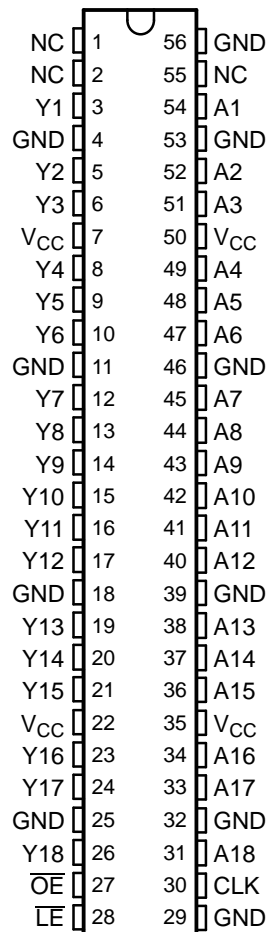 NC 1 56 GND
NC 2 55 NC
Y1 3 54 A1
GND 4 53 GND
Y2 5 52 A2
Y3 6 51 A3
VCC 7 50 VCC
Y4 8 49 A4
Y5 9 48 A5
Y6 10 47 A6
GND 11 46 GND
Y7 12 45 A7
Y8 13 44 A8
Y9 14 43 A9
Y10 15 42 A10
Y11 16 41 A11
Y12 17 40 A12
GND 18 39 GND
Y13 19 38 A13
Y14 20 37 A14
Y15 21 36 A15
VCC 22 35 VCC
Y16 23 34 A16
Y17 24 33 A17
GND 25 32 GND
Y18 26 31 A18
O̅E̅ 27 30 CLK
L̅E̅ 28 29 GND